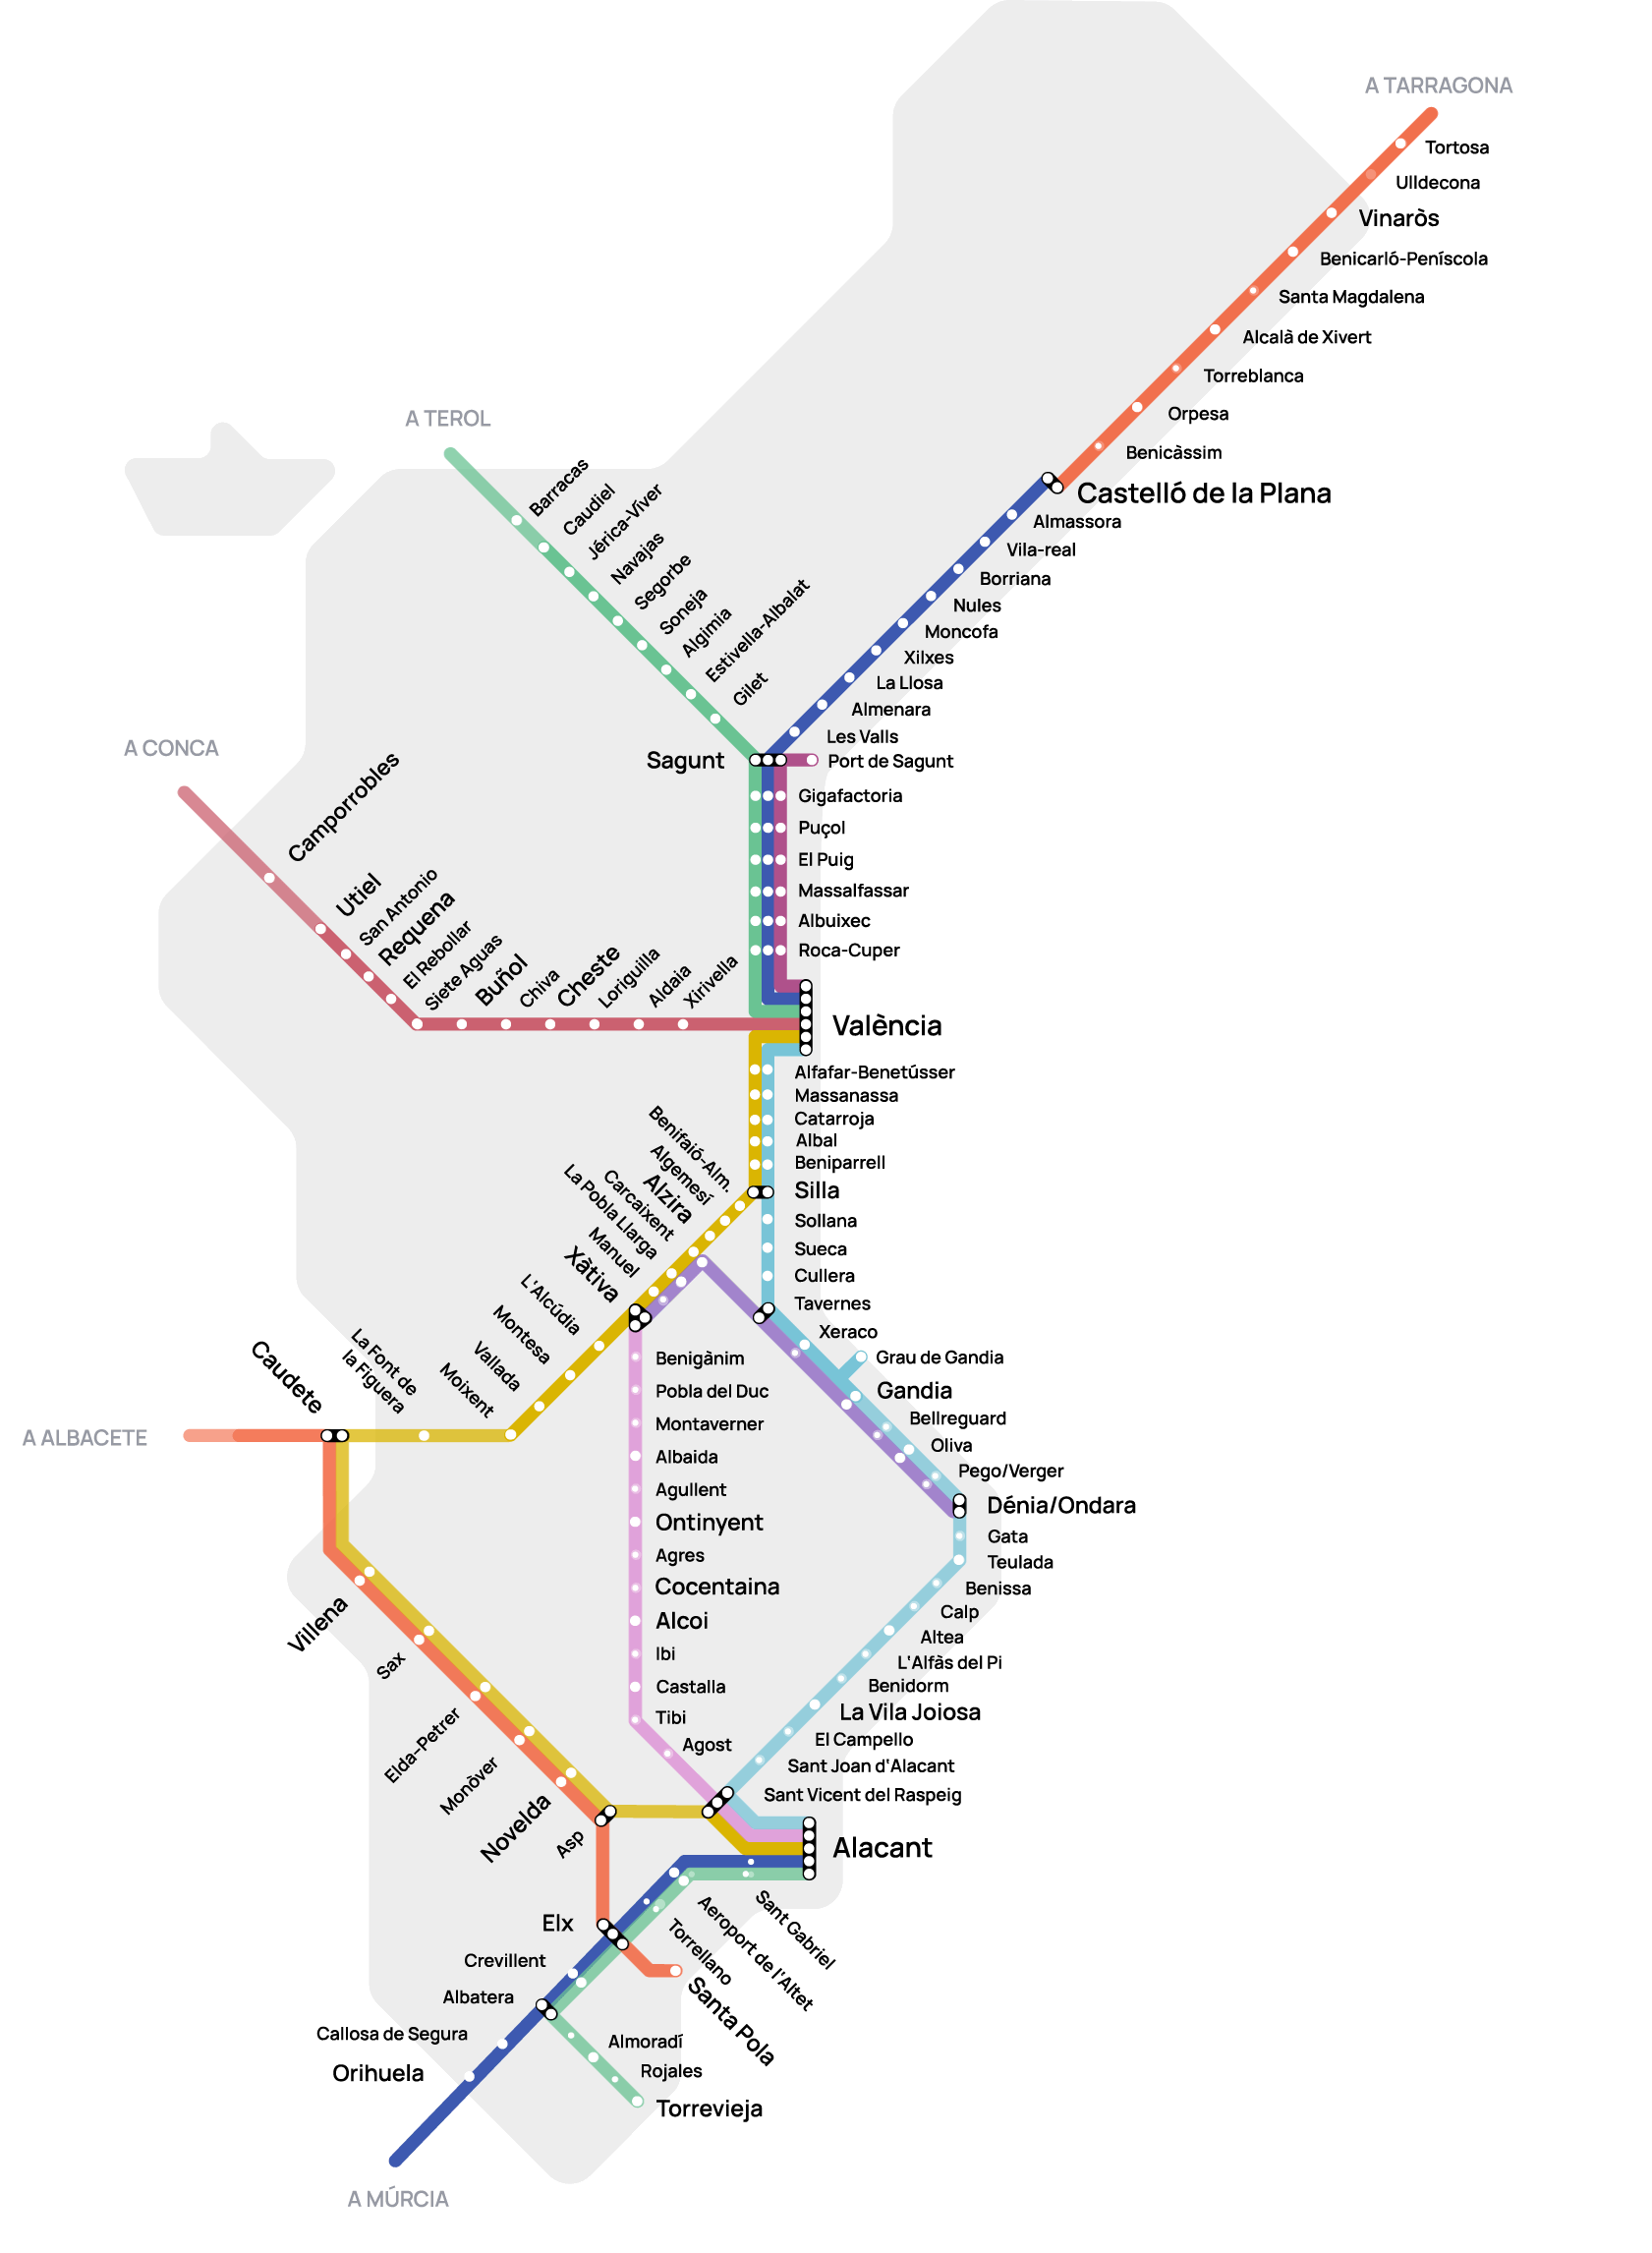 A TARRAGONA
Tortosa
Ulldecona
Vinaròs
Benicarló-Peníscola
Santa Magdalena
Alcalà de Xivert
Torreblanca
Orpesa
Benicàssim
Castelló de la Plana
Almassora
Vila-real
Borriana
Nules
Moncofa
Xilxes
La Llosa
Almenara
Les Valls
A TEROL
Barracas
Caudiel
Jérica-Viver
Navajas
Segorbe
Soneja
Algimia
Estivella-Albalat
Gilet
Sagunt
Port de Sagunt
Gigafactoria
Puçol
El Puig
Massalfassar
Albuixec
Roca-Cuper
A CONCA
Camporrobles
Utiel
San Antonio
Requena
El Rebollar
Siete Aguas
Buñol
Chiva
Cheste
Loriguilla
Aldaia
Xirivella
València
Alfafar-Benetússer
Massanassa
Catarroja
Albal
Beniparrell
Silla
Sollana
Sueca
Cullera
Tavernes
Xeraco
Grau de Gandia
Gandia
Bellreguard
Oliva
Pego/Verger
Dénia/Ondara
Gata
Teulada
Benissa
Calp
Altea
L'Alfàs del Pi
Benidorm
La Vila Joiosa
El Campello
Sant Joan d'Alacant
Sant Vicent del Raspeig
Benifaió-Alm.
Algemesí
Alzira
Carcaixent
La Pobla Llarga
Manuel
Xàtiva
L'Alcúdia
Montesa
Vallada
Moixent
La Font de
la Figuera
Caudete
A ALBACETE
Benigànim
Pobla del Duc
Montaverner
Albaida
Agullent
Ontinyent
Agres
Cocentaina
Alcoi
Ibi
Castalla
Tibi
Agost
Villena
Sax
Elda-Petrer
Monòver
Novelda
Asp
Alacant
Sant Gabriel
Aeroport de l'Altet
Torrellano
Elx
Santa Pola
Crevillent
Albatera
Callosa de Segura
Orihuela
Almoradí
Rojales
Torrevieja
A MÚRCIA